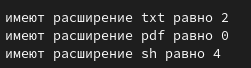 имеют расширение txt равно 2
имеют расширение pdf равно 0
имеют расширение sh равно 4